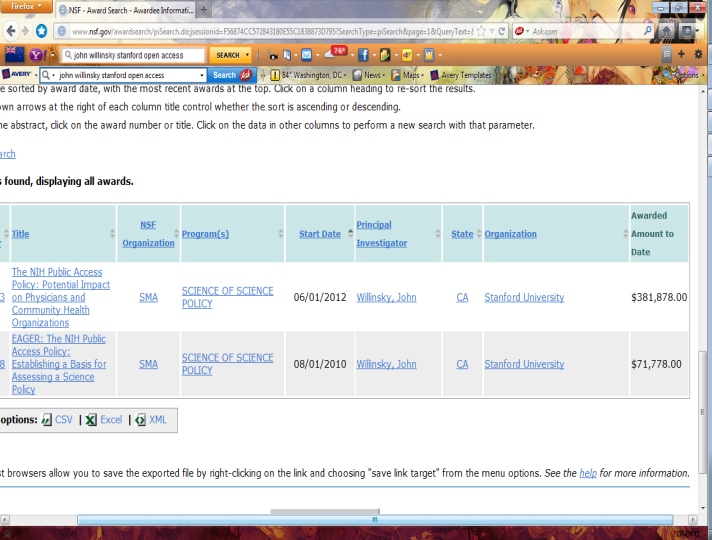 Firefox
NSF - Award Search - Awardee Informati...
www.nsf.gov/awardsearch/piSearch.do;jsessionid=F56874CC572843180E55C1838873D795?SearchType=piSearch&page=1&QueryText=
Ask.com
john willinsky stanford open access
SEARCH
76°
AVERY
john willinsky stanford open access
Search
84° Washington, DC
News
Maps
Avery Templates
Options
e sorted by award date, with the most recent awards at the top. Click on a column heading to re-sort the results.
own arrows at the right of each column title control whether the sort is ascending or descending.
he abstract, click on the award number or title. Click on the data in other columns to perform a new search with that parameter.
arch
s found, displaying all awards.
Title
NSF Organization
Program(s)
Start Date
Principal Investigator
State
Organization
Awarded Amount to Date
3
The NIH Public Access
Policy: Potential Impact
on Physicians and
Community Health
Organizations
SMA
SCIENCE OF SCIENCE
POLICY
06/01/2012
Willinsky, John
CA
Stanford University
$381,878.00
8
EAGER: The NIH Public
Access Policy:
Establishing a Basis for
Assessing a Science
Policy
SMA
SCIENCE OF SCIENCE
POLICY
08/01/2010
Willinsky, John
CA
Stanford University
$71,778.00
options: CSV | Excel | XML
st browsers allow you to save the exported file by right-clicking on the link and choosing "save link target" from the menu options. See the help for more information.
zotero